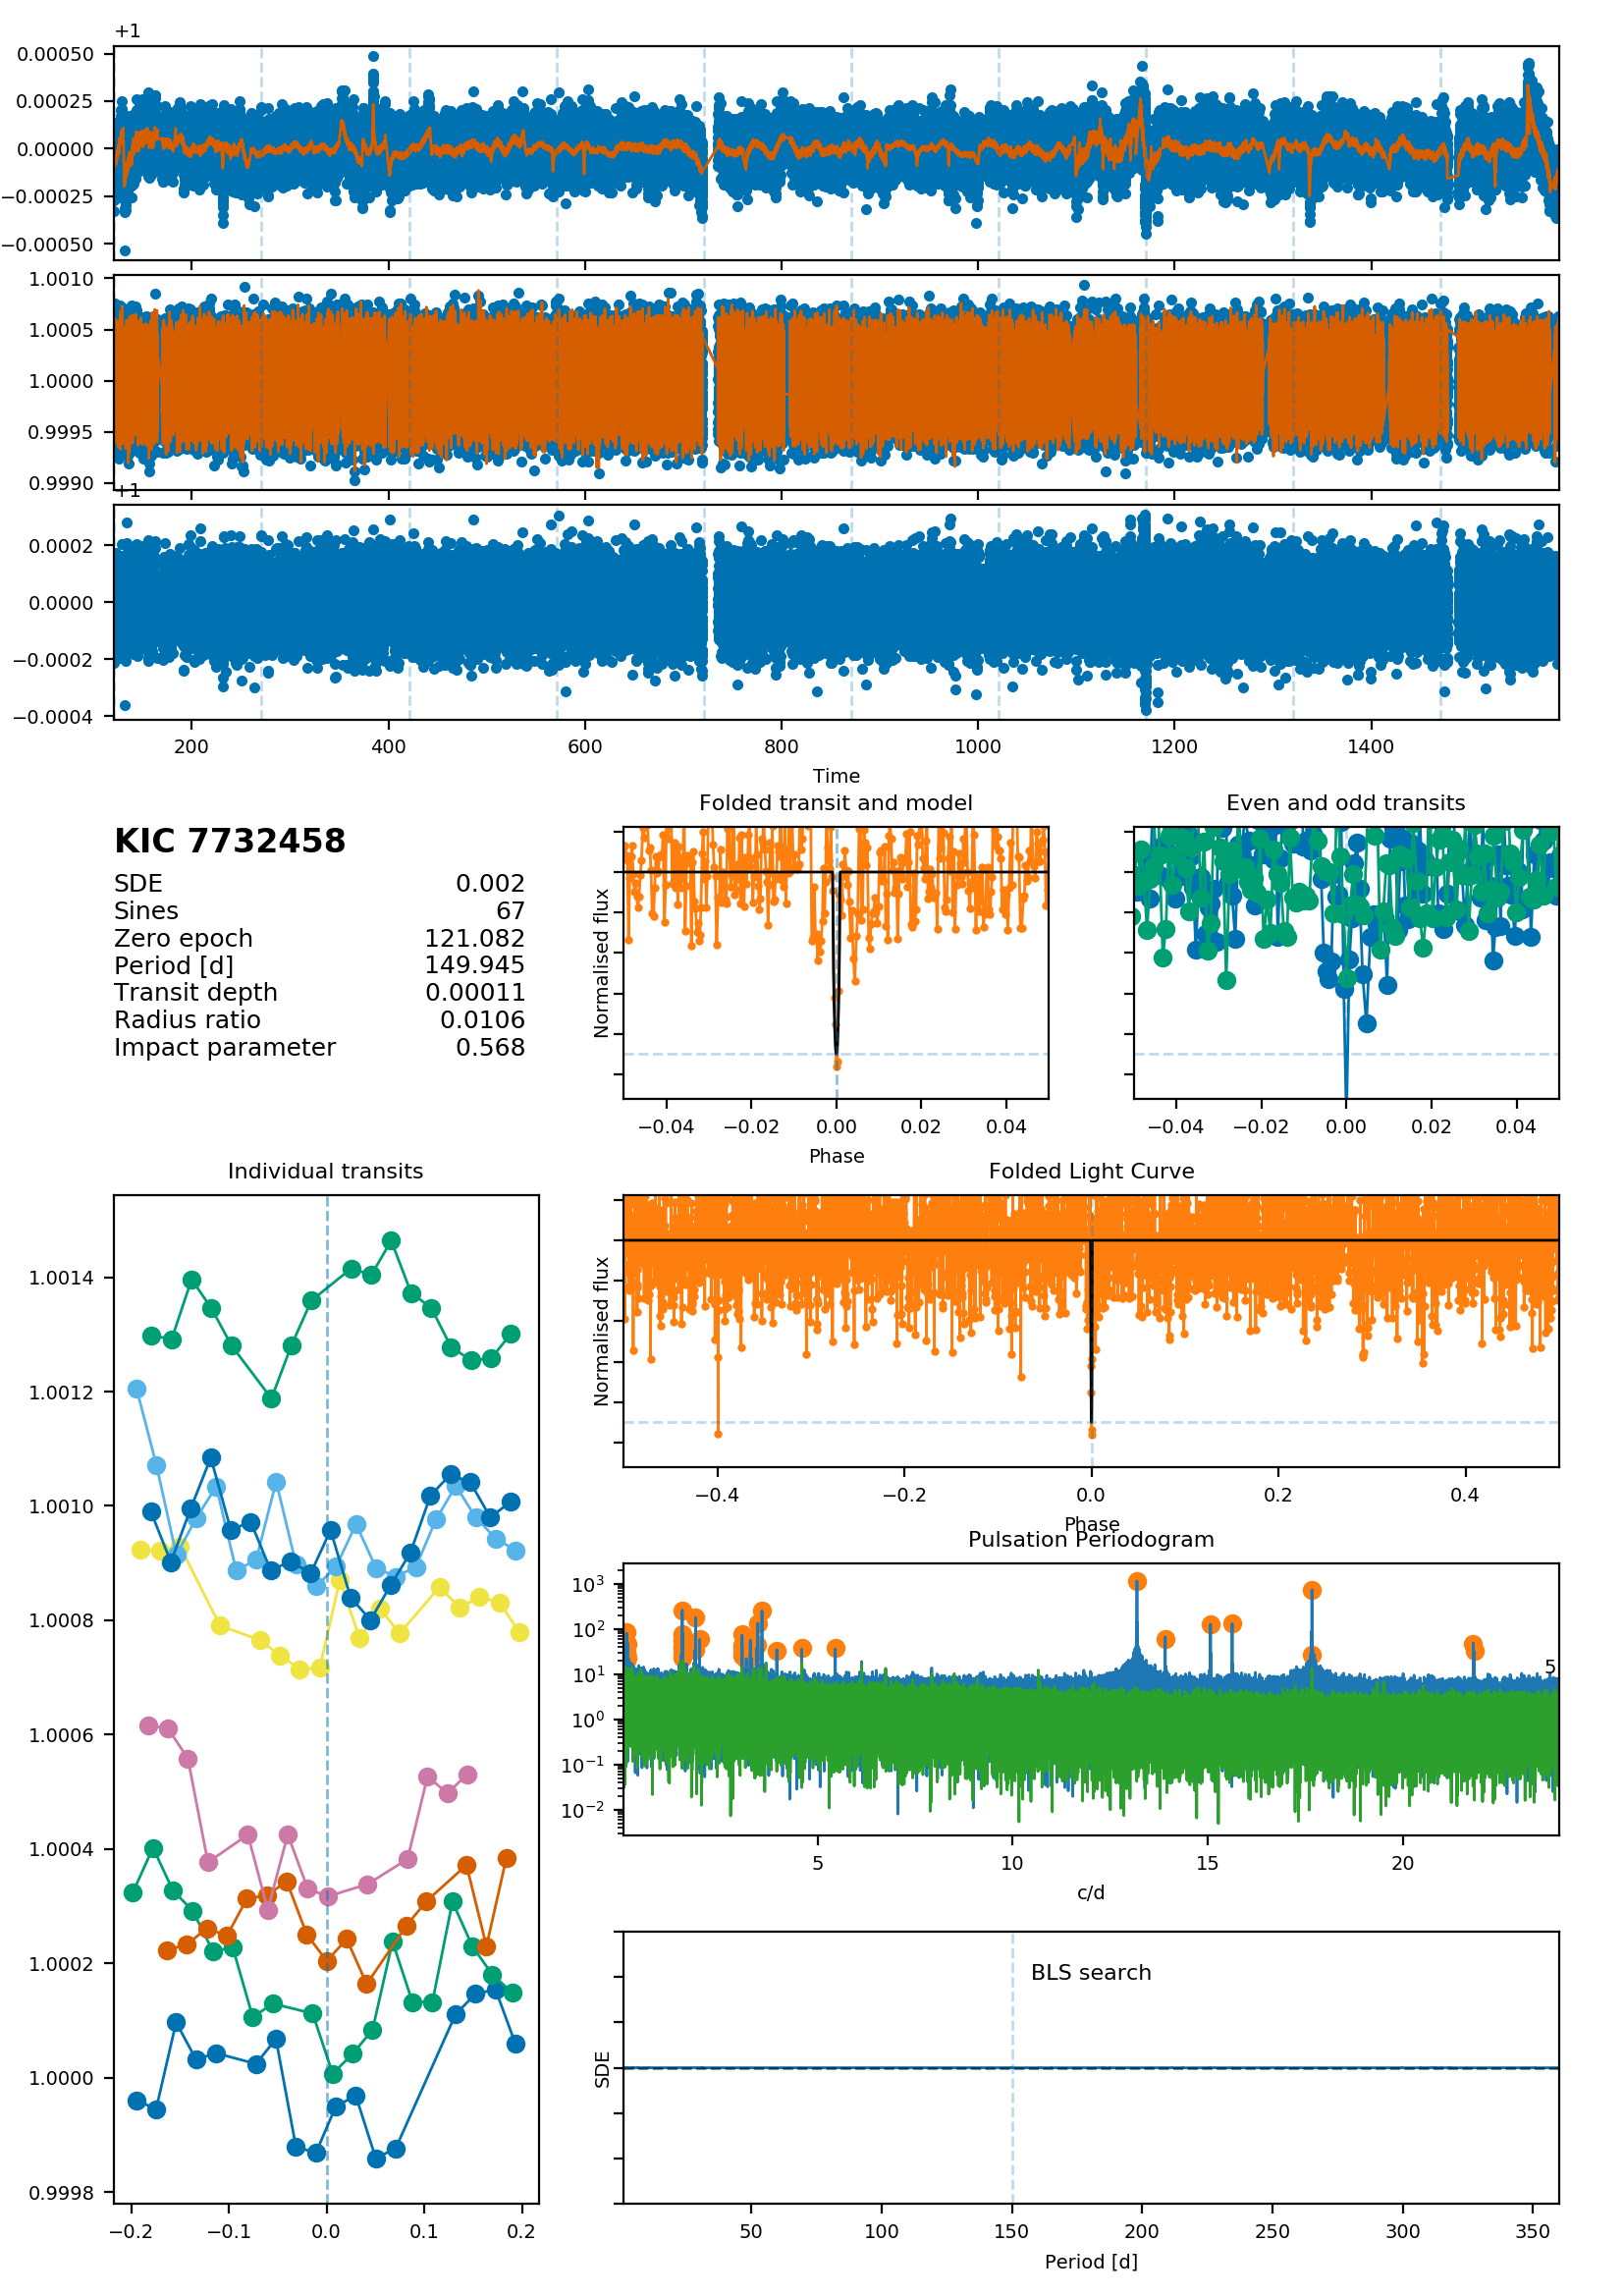 +1
0.00050
0.00025
0.00000
−0.00025
−0.00050
1.0010
1.0005
1.0000
0.9995
0.9990
+1
0.0002
0.0000
−0.0002
−0.0004
200 400 600 800 1000 1200 1400
Time
KIC 7732458
SDE 0.002
Sines 67
Zero epoch 121.082
Period [d] 149.945
Transit depth 0.00011
Radius ratio 0.0106
Impact parameter 0.568
Folded transit and model
Normalised flux
−0.04 −0.02 0.00 0.02 0.04
Phase
Even and odd transits
−0.04 −0.02 0.00 0.02 0.04
Individual transits
1.0014
1.0012
1.0010
1.0008
1.0006
1.0004
1.0002
1.0000
0.9998
−0.2 −0.1 0.0 0.1 0.2
Folded Light Curve
Normalised flux
−0.4 −0.2 0.0 0.2 0.4
Phase
Pulsation Periodogram
10³
10²
10¹
10⁰
10⁻¹
10⁻²
5
5 10 15 20
c/d
BLS search
SDE
50 100 150 200 250 300 350
Period [d]